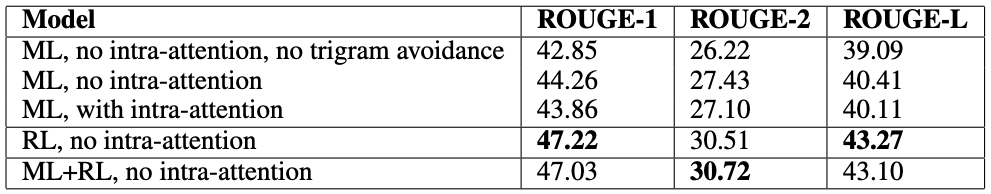 Model ROUGE-1 ROUGE-2 ROUGE-L
ML, no intra-attention, no trigram avoidance 42.85 26.22 39.09
ML, no intra-attention 44.26 27.43 40.41
ML, with intra-attention 43.86 27.10 40.11
RL, no intra-attention 47.22 30.51 43.27
ML+RL, no intra-attention 47.03 30.72 43.10